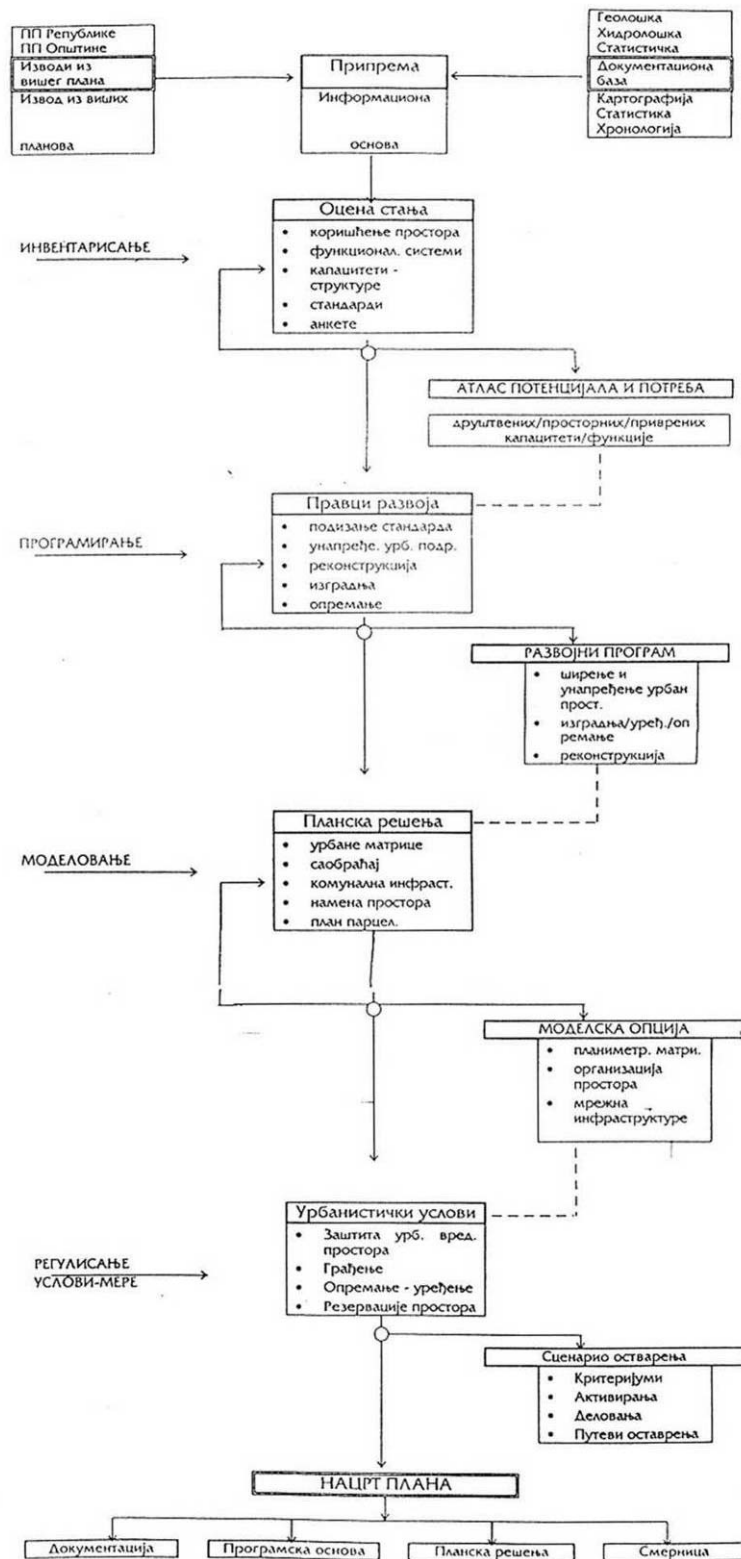 ПП Републике
ПП Општине
Изводи из
вишег плана
Извод из виших
планова
Припрема
Информациона
основа
Геолошка
Хидролошка
Статистичка
Документациона
база
Картографија
Статистика
Хронологија
Оцена стања
• коришћење простора
• функционал. системи
• капацитети -
структуре
• стандарди
• анкете
ИНВЕНТАРИСАЊЕ
АТЛАС ПОТЕНЦИЈАЛА И ПОТРЕБА
друштвених/просторних/приврених
капацитети/функције
Правци развоја
• подизање стандарда
• унапређе. урб. подр.
• реконструкција
• изградња
• опремање
ПРОГРАМИРАЊЕ
РАЗВОЈНИ ПРОГРАМ
• ширење и
унапређење урбан
прост.
• изградња/уређ./оп
ремање
• реконструкција
Планска решења
• урбане матрице
• саобраћај
• комунална инфраст.
• намена простора
• план парцел.
МОДЕЛОВАЊЕ
МОДЕЛСКА ОПЦИЈА
• планиметр. матри.
• организација
простора
• мрежна
инфраструктуре
Урбанистички услови
• Заштита урб. вред.
простора
• Грађење
• Опремање - уређење
• Резервације простора
РЕГУЛИСАЊЕ
УСЛОВИ-МЕРЕ
Сценарио остварења
• Критеријуми
• Активирања
• Деловања
• Путеви оставрења
НАЦРТ ПЛАНА
Документација
Програмска основа
Планска решења
Смерница